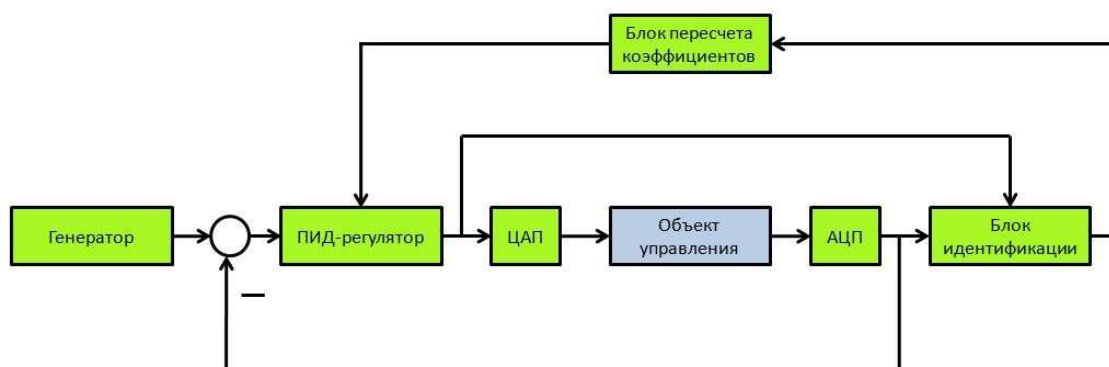 Блок пересчета
коэффициентов
Генератор
ПИД-регулятор
ЦАП
Объект
управления
АЦП
Блок
идентификации